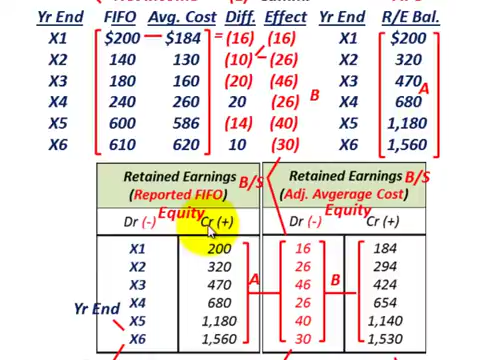 Yr End FIFO Avg. Cost Diff. Effect Yr End R/E Bal.
X1 $200 $184 = (16) (16) X1 $200
X2 140 130 (10) (26) X2 320
X3 180 160 (20) (46) X3 470 A
X4 240 260 20 (26) B X4 680
X5 600 586 (14) (40) X5 1,180
X6 610 620 10 (30) X6 1,560
Retained Earnings Retained Earnings
(Reported FIFO) B/S (Adj. Avgerage Cost) B/S
Equity Equity
Dr (-) Cr (+) Dr (-) Cr (+)
X1 200 16 184
X2 320 26 294
X3 470 A 46 B 424
X4 680 26 654
Yr End X5 1,180 40 1,140
X6 1,560 30 1,530